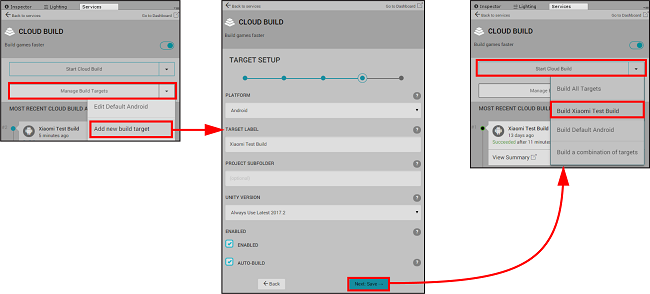 Inspector
Lighting
Services
Back to services
Go to Dashboard
CLOUD BUILD
Build games faster
Start Cloud Build
Manage Build Targets
MOST RECENT CLOUD BUILD A
Edit Default Android
Add new build target
Xiaomi Test Build
5 minutes ago
Back to services
Go to Dashboard
CLOUD BUILD
Build games faster
TARGET SETUP
PLATFORM
Android
TARGET LABEL
Xiaomi Test Build
PROJECT SUBFOLDER
UNITY VERSION
Always Use Latest 2017.2
ENABLED
ENABLED
AUTO-BUILD
Back
Next: Save
Inspector
Lighting
Services
Back to services
Go to Dashboard
CLOUD BUILD
Build games faster
Start Cloud Build
Manage B
Build All Targets
MOST RECENT CLOUD
Build Xiaomi Test Build
Xiaomi Test Build
13 days ago
Succeeded after 11 minutes
Build Default Android
View Summary
Build a combination of targets